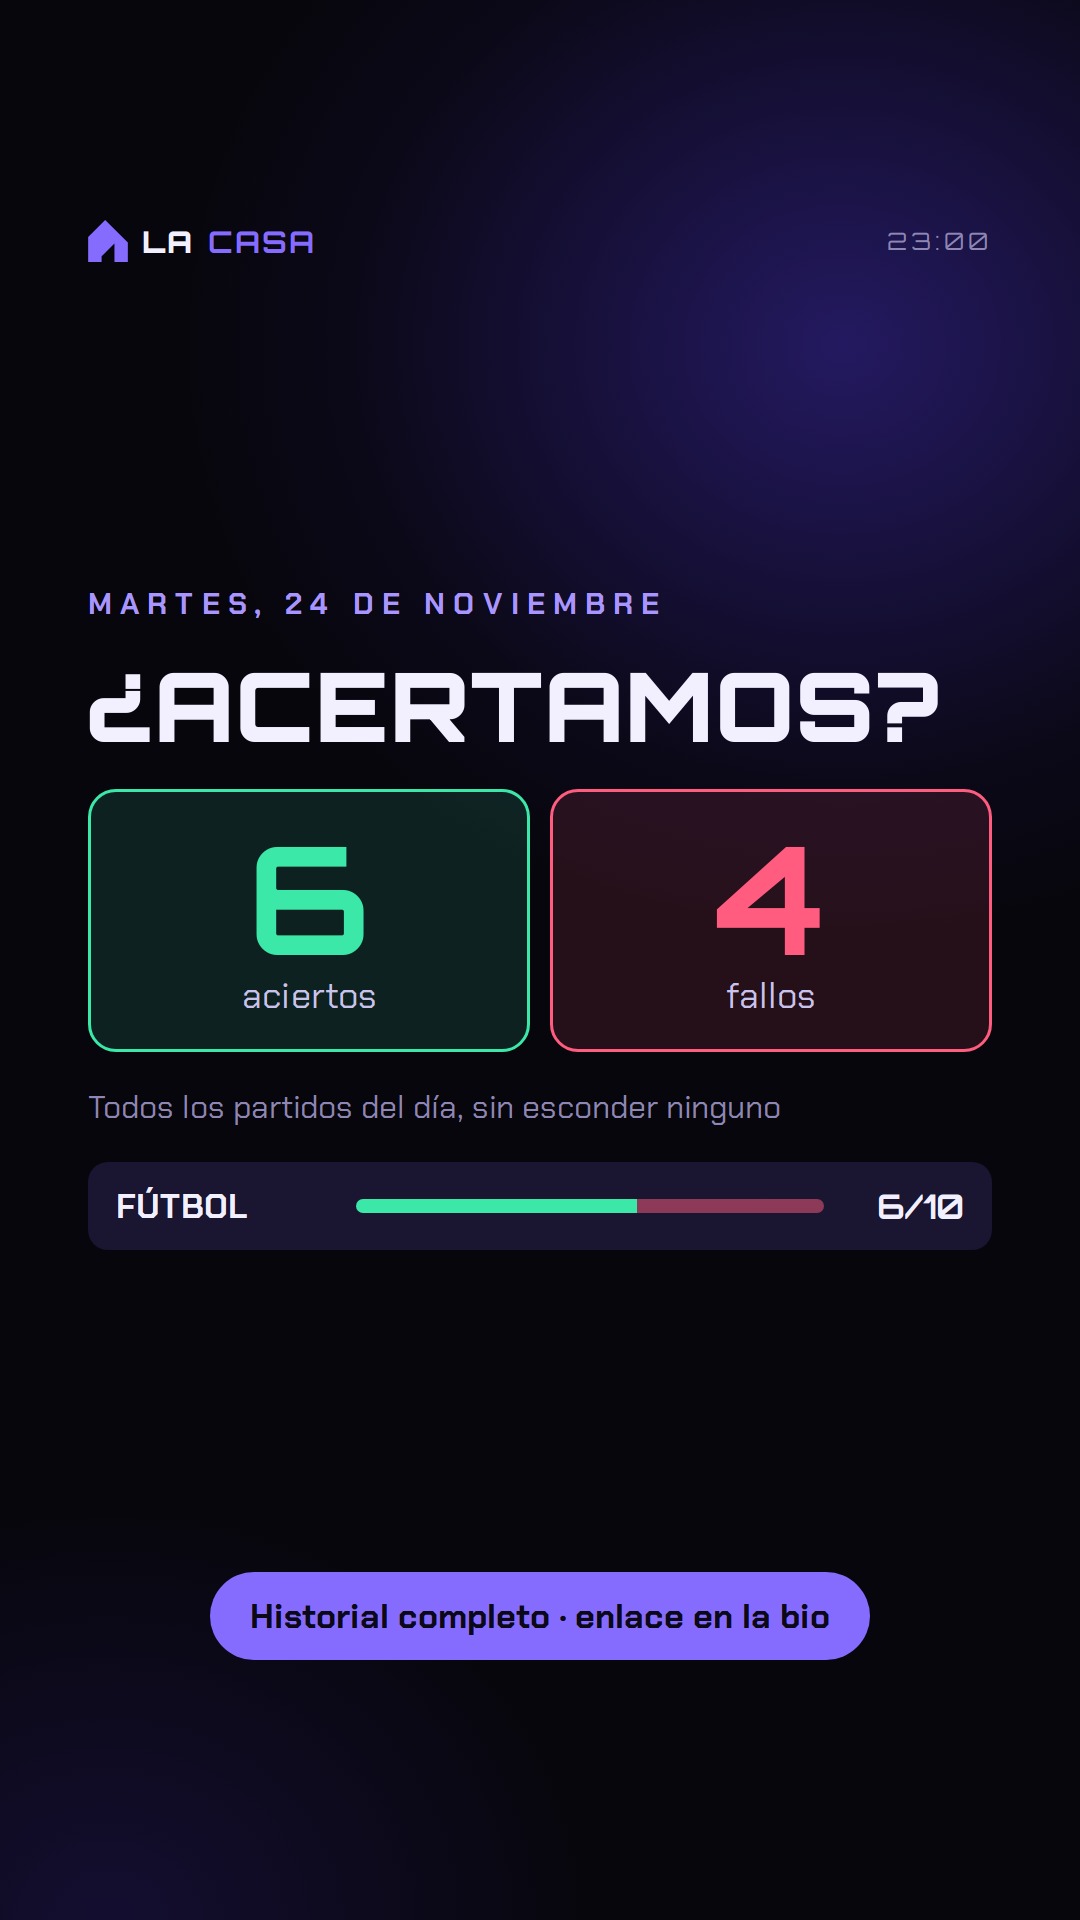 LA CASA
23:00
MARTES, 24 DE NOVIEMBRE
¿ACERTAMOS?
6
aciertos
4
fallos
Todos los partidos del día, sin esconder ninguno
FÚTBOL
6/10
Historial completo · enlace en la bio